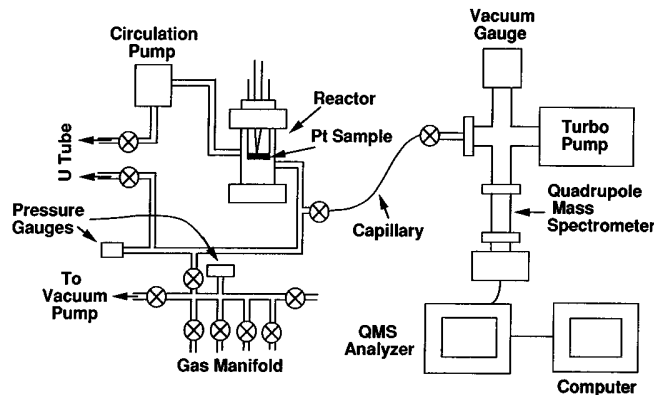 Circulation
Pump
Vacuum
Gauge
Reactor
Pt Sample
Turbo
Pump
U Tube
Quadrupole
Mass
Spectrometer
Pressure
Gauges
Capillary
To
Vacuum
Pump
QMS
Analyzer
Gas Manifold
Computer